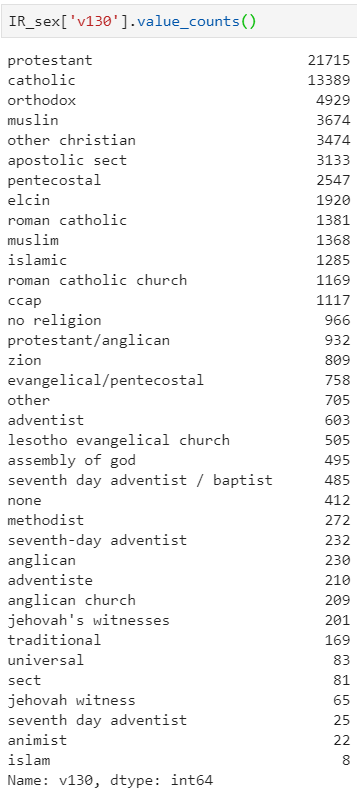 IR_sex['v130'].value_counts()
protestant 21715
catholic 13389
orthodox 4929
muslin 3674
other christian 3474
apostolic sect 3133
pentecostal 2547
elcin 1920
roman catholic 1381
muslim 1368
islamic 1285
roman catholic church 1169
ccap 1117
no religion 966
protestant/anglican 932
zion 809
evangelical/pentecostal 758
other 705
adventist 603
lesotho evangelical church 505
assembly of god 495
seventh day adventist / baptist 485
none 412
methodist 272
seventh-day adventist 232
anglican 230
adventiste 210
anglican church 209
jehovah's witnesses 201
traditional 169
universal 83
sect 81
jehovah witness 65
seventh day adventist 25
animist 22
islam 8
Name: v130, dtype: int64